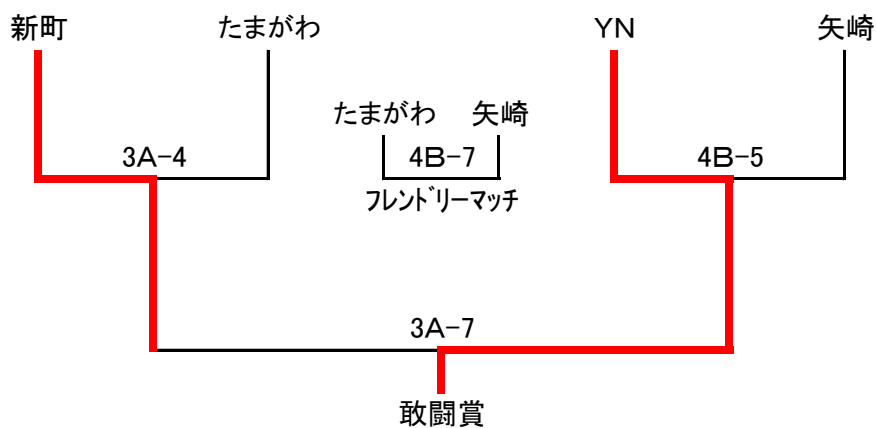 新町 たまがわ YN 矢崎
たまがわ 矢崎
3A-4 4B-7 4B-5
フレンドリーマッチ
3A-7
敢闘賞